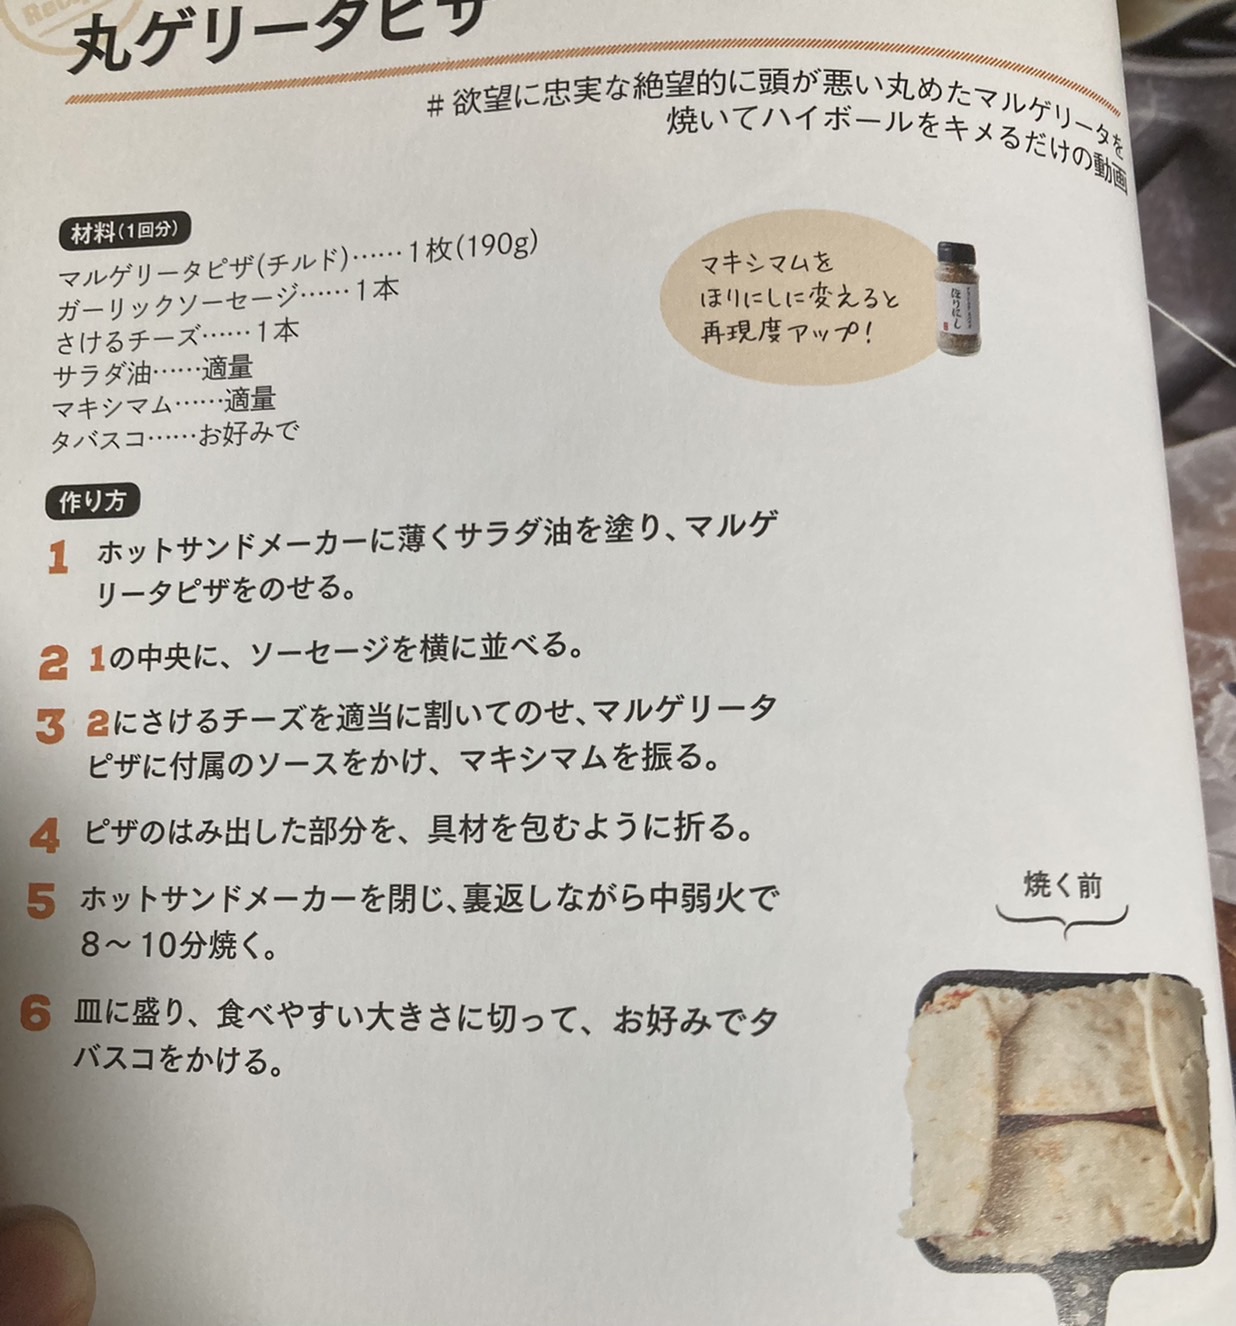 Recip
丸ゲリータピザ
#欲望に忠実な絶望的に頭が悪い丸めたマルゲリータを
焼いてハイボールをキメるだけの動画
材料(1回分)
マルゲリータピザ(チルド)……1枚(190g)
ガーリックソーセージ……1本
さけるチーズ……1本
サラダ油……適量
マキシマム……適量
タバスコ……お好みで
マキシマムを
ほりにしに変えると
再現度アップ!
ほりにし
作り方
1 ホットサンドメーカーに薄くサラダ油を塗り、マルゲ
リータピザをのせる。
2 1の中央に、ソーセージを横に並べる。
3 2にさけるチーズを適当に割いてのせ、マルゲリータ
ピザに付属のソースをかけ、マキシマムを振る。
4 ピザのはみ出した部分を、具材を包むように折る。
5 ホットサンドメーカーを閉じ、裏返しながら中弱火で
8〜10分焼く。
6 皿に盛り、食べやすい大きさに切って、お好みでタ
バスコをかける。
焼く前